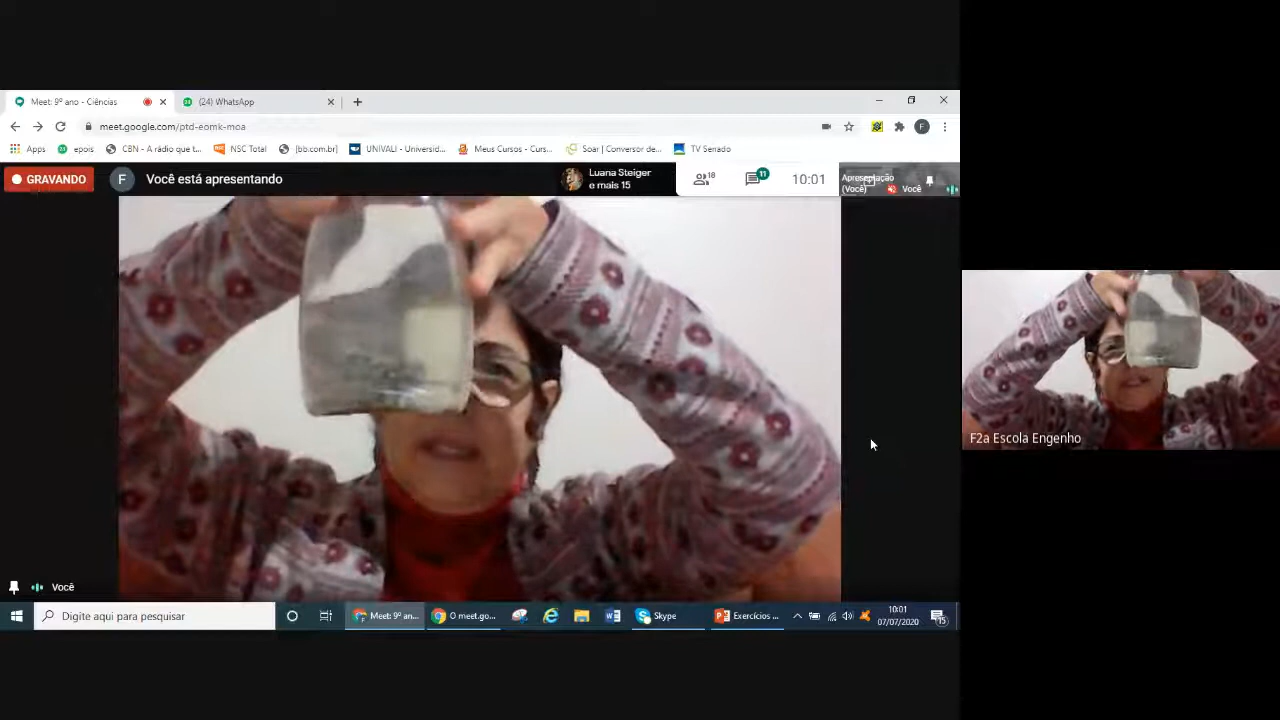 Meet: 9º ano - Ciências
(24) WhatsApp
meet.google.com/ptd-eomk-moa
Apps
epois
CBN - A rádio que t...
NSC Total
[bb.com.br]
UNIVALI - Universid...
Meus Cursos - Curs...
Soar | Conversor de...
TV Serrado
GRAVANDO
F
Você está apresentando
Luana Steiger
e mais 15
18
11
10:01
Apresentação
(Você)
Você
F2a Escola Engenho
Você
Digite aqui para pesquisar
Meet: 9º an...
O meet.go...
Skype
Exercícios ...
10:01
07/07/2020
15